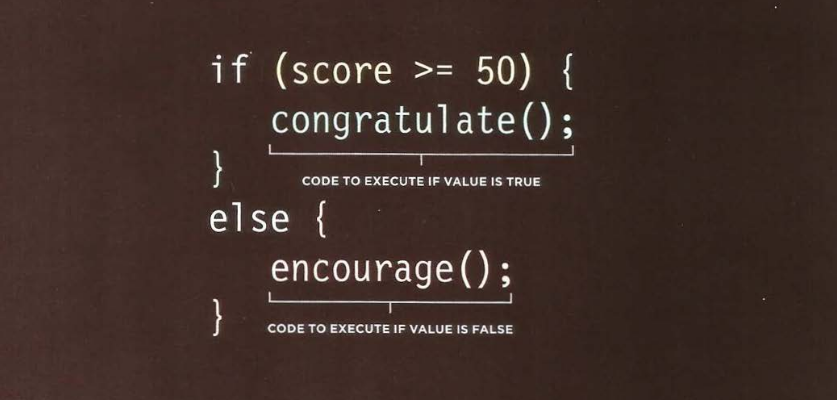 if (score >= 50) {
congratulate();
}
CODE TO EXECUTE IF VALUE IS TRUE
else {
encourage();
}
CODE TO EXECUTE IF VALUE IS FALSE